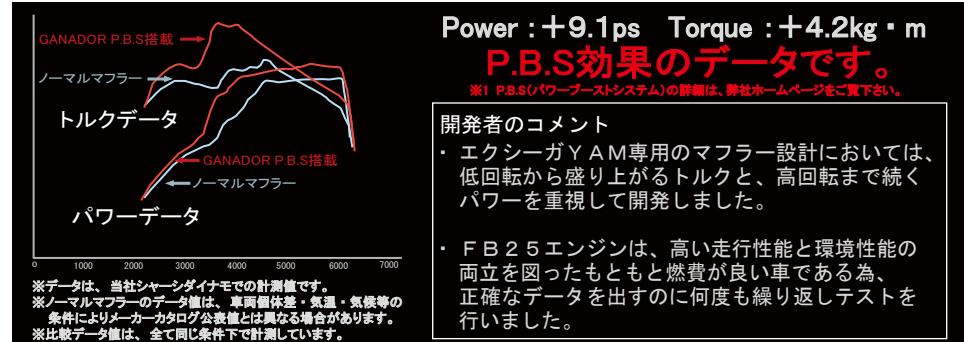 GANADOR P.B.S搭載
ノーマルマフラー
トルクデータ
GANADOR P.B.S搭載
ノーマルマフラー
パワーデータ
0 1000 2000 3000 4000 5000 6000 7000
※データは、当社シャーシダイナモでの計測値です。
※ノーマルマフラーのデータ値は、車両個体差・気温・気候等の
条件によりメーカーカタログ公表値とは異なる場合があります。
※比較データ値は、全て同じ条件下で計測しています。
Power :＋9.1ps Torque :＋4.2kg・m
P.B.S効果のデータです。
※1 P.B.S(パワーブーストシステム)の詳細は、弊社ホームページをご覧下さい。
開発者のコメント
・ エクシーガＹＡＭ専用のマフラー設計においては、
低回転から盛り上がるトルクと、高回転まで続く
パワーを重視して開発しました。
・ ＦＢ２５エンジンは、高い走行性能と環境性能の
両立を図ったもともと燃費が良い車である為、
正確なデータを出すのに何度も繰り返しテストを
行いました。